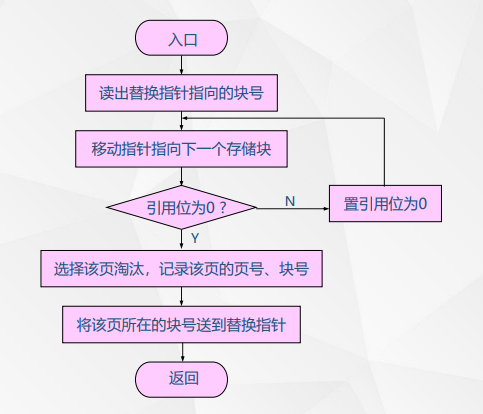 入口
读出替换指针指向的块号
移动指针指向下一个存储块
引用位为0？
N
置引用位为0
Y
选择该页淘汰，记录该页的页号、块号
将该页所在的块号送到替换指针
返回